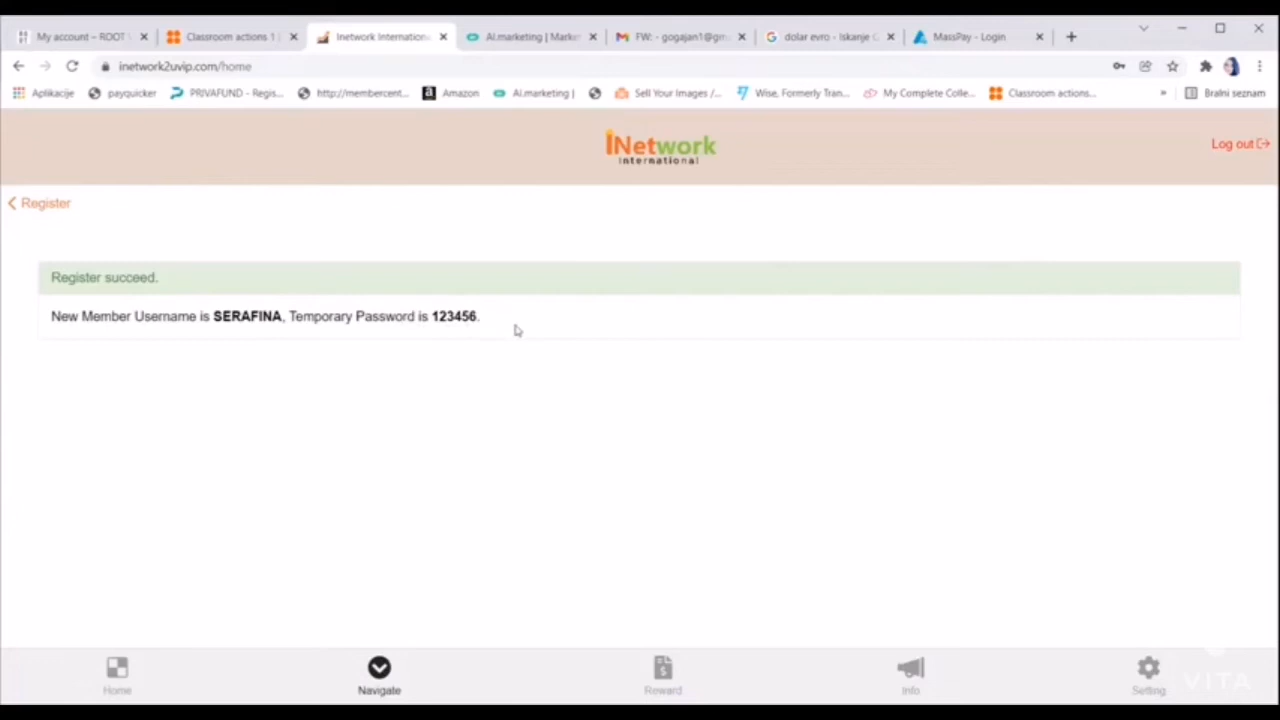 My account – ROOT
Classroom actions 1
Inetwork Internationa
AI.marketing | Marke
FW: - gogajan1@gm
dolar evro - Iskanje G
MassPay - Login
inetwork2uvip.com/home
Aplikacije
payquicker
PRIVAFUND - Regis...
http://membercent...
Amazon
AI.marketing |
Sell Your Images /...
Wise, Formerly Tran...
My Complete Colle...
Classroom actions...
»
Bralni seznam
iNetwork
International
Log out
Register
Register succeed.
New Member Username is SERAFINA, Temporary Password is 123456.
Home
Navigate
Reward
Info
Setting
VITA